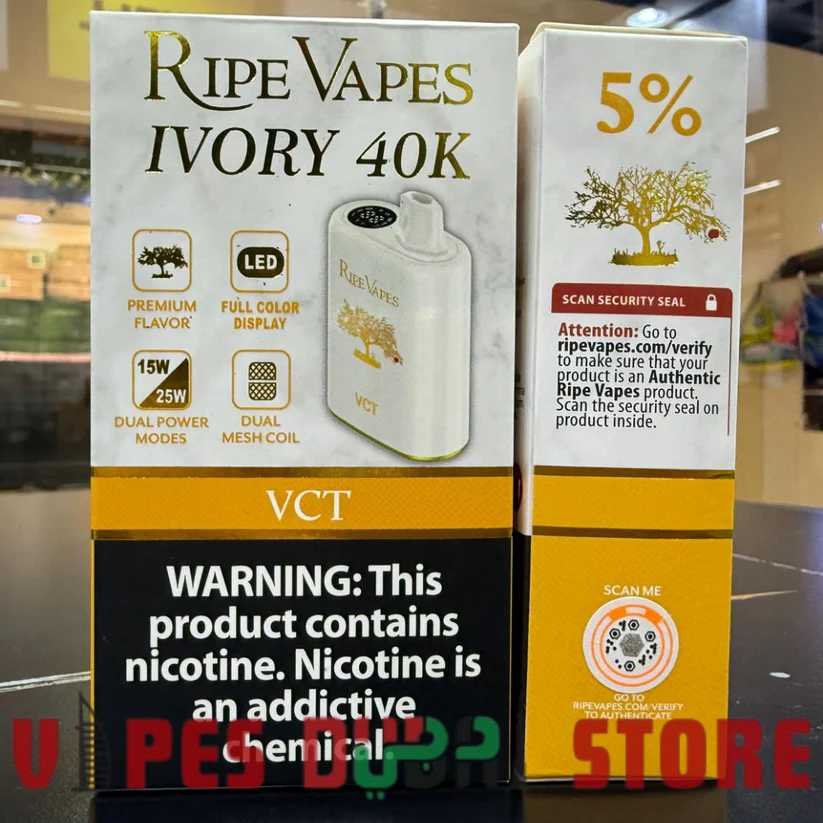 RIPE VAPES
IVORY 40K
PREMIUM
FLAVOR
LED
FULL COLOR
DISPLAY
15W
25W
DUAL POWER
MODES
DUAL
MESH COIL
RIPE VAPES
VCT
VCT
WARNING: This
product contains
nicotine. Nicotine is
an addictive
chemical.
5%
SCAN SECURITY SEAL
Attention: Go to
ripevapes.com/verify
to make sure that your
product is an Authentic
Ripe Vapes product.
Scan the security seal on
product inside.
SCAN ME
GO TO
RIPEVAPES.COM/VERIFY
TO AUTHENTICATE
VAPES DUBAI دبي STORE